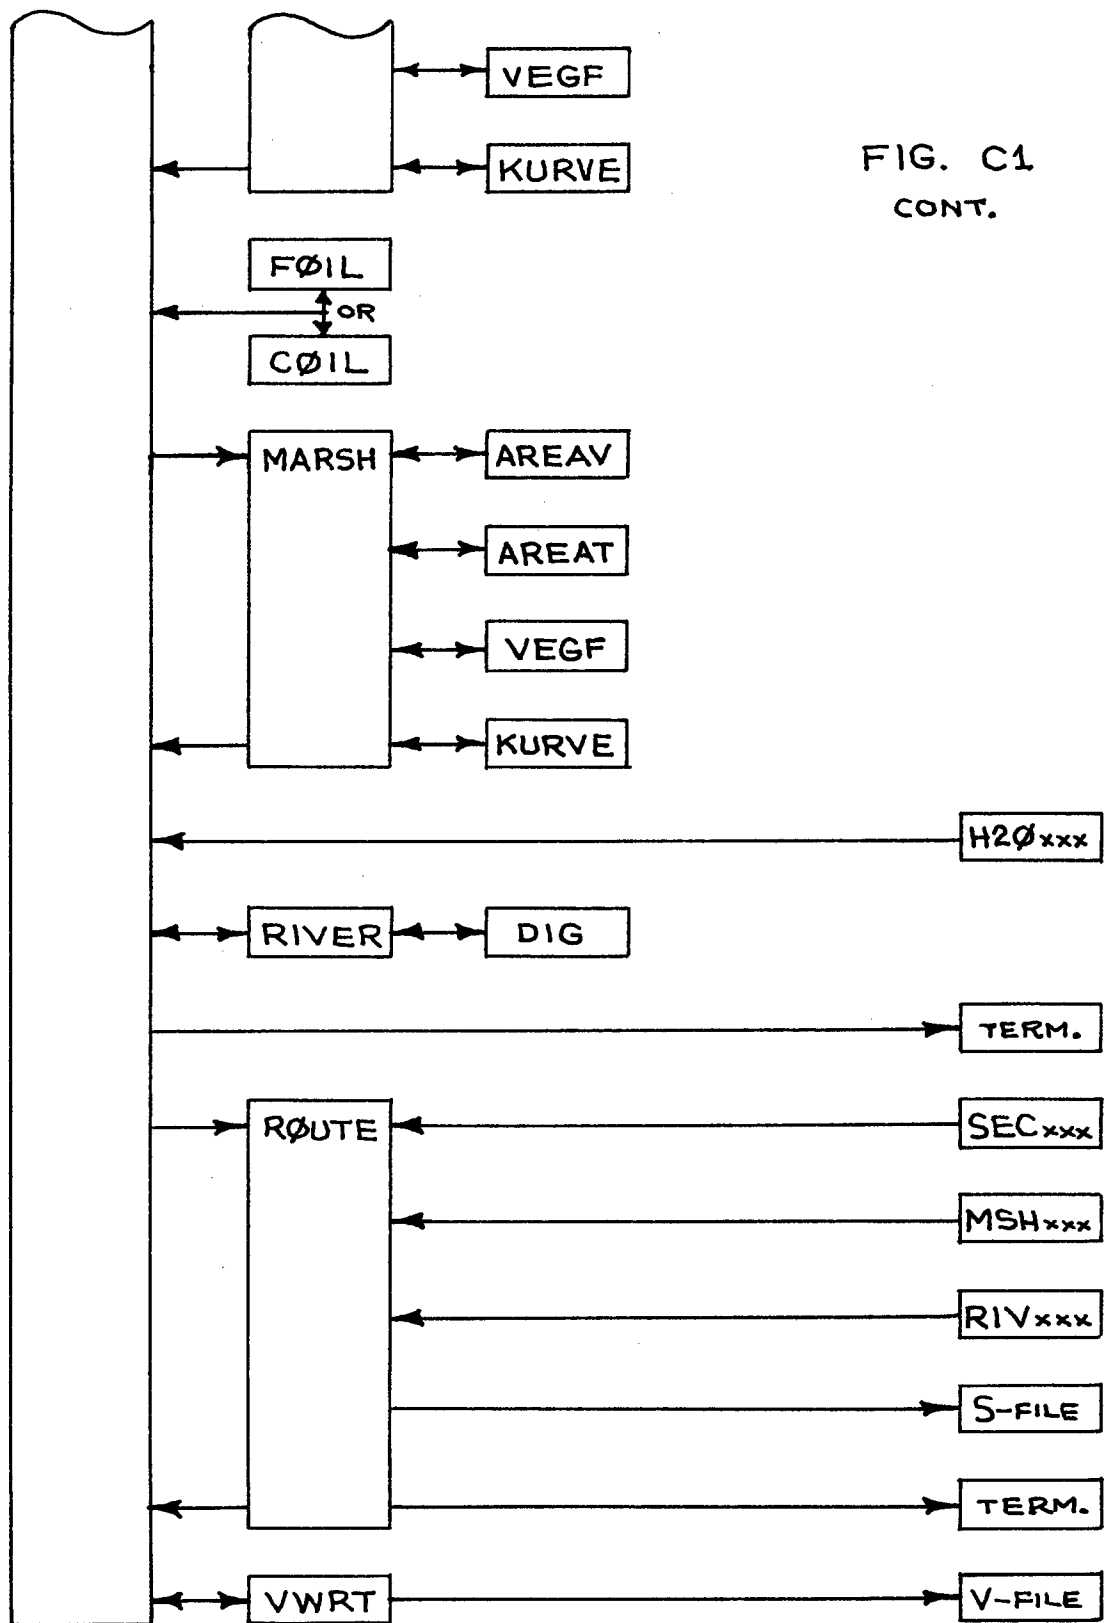 VEGF
KURVE
FIG. C1
CONT.
FØIL
OR
CØIL
MARSH
AREAV
AREAT
VEGF
KURVE
H2Øxxx
RIVER
DIG
TERM.
RØUTE
SECxxx
MSHxxx
RIVxxx
S-FILE
TERM.
VWRT
V-FILE